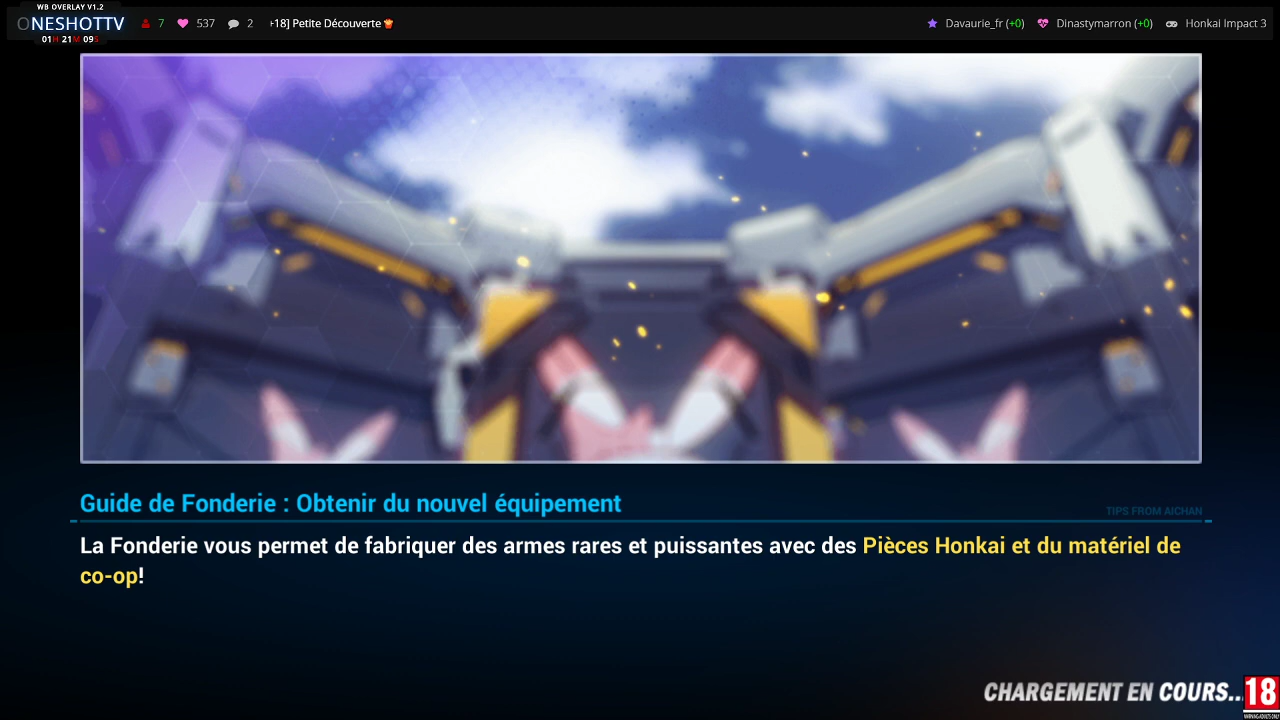 WB OVERLAY V1.2
ONESHOTTV
01H 21M 09S
7
537
2
+18] Petite Découverte
Davaurie_fr (+0)
Dinastymarron (+0)
Honkai Impact 3
Guide de Fonderie : Obtenir du nouvel équipement
TIPS FROM AICHAN
La Fonderie vous permet de fabriquer des armes rares et puissantes avec des Pièces Honkai et du matériel de
co-op!
CHARGEMENT EN COURS...
18